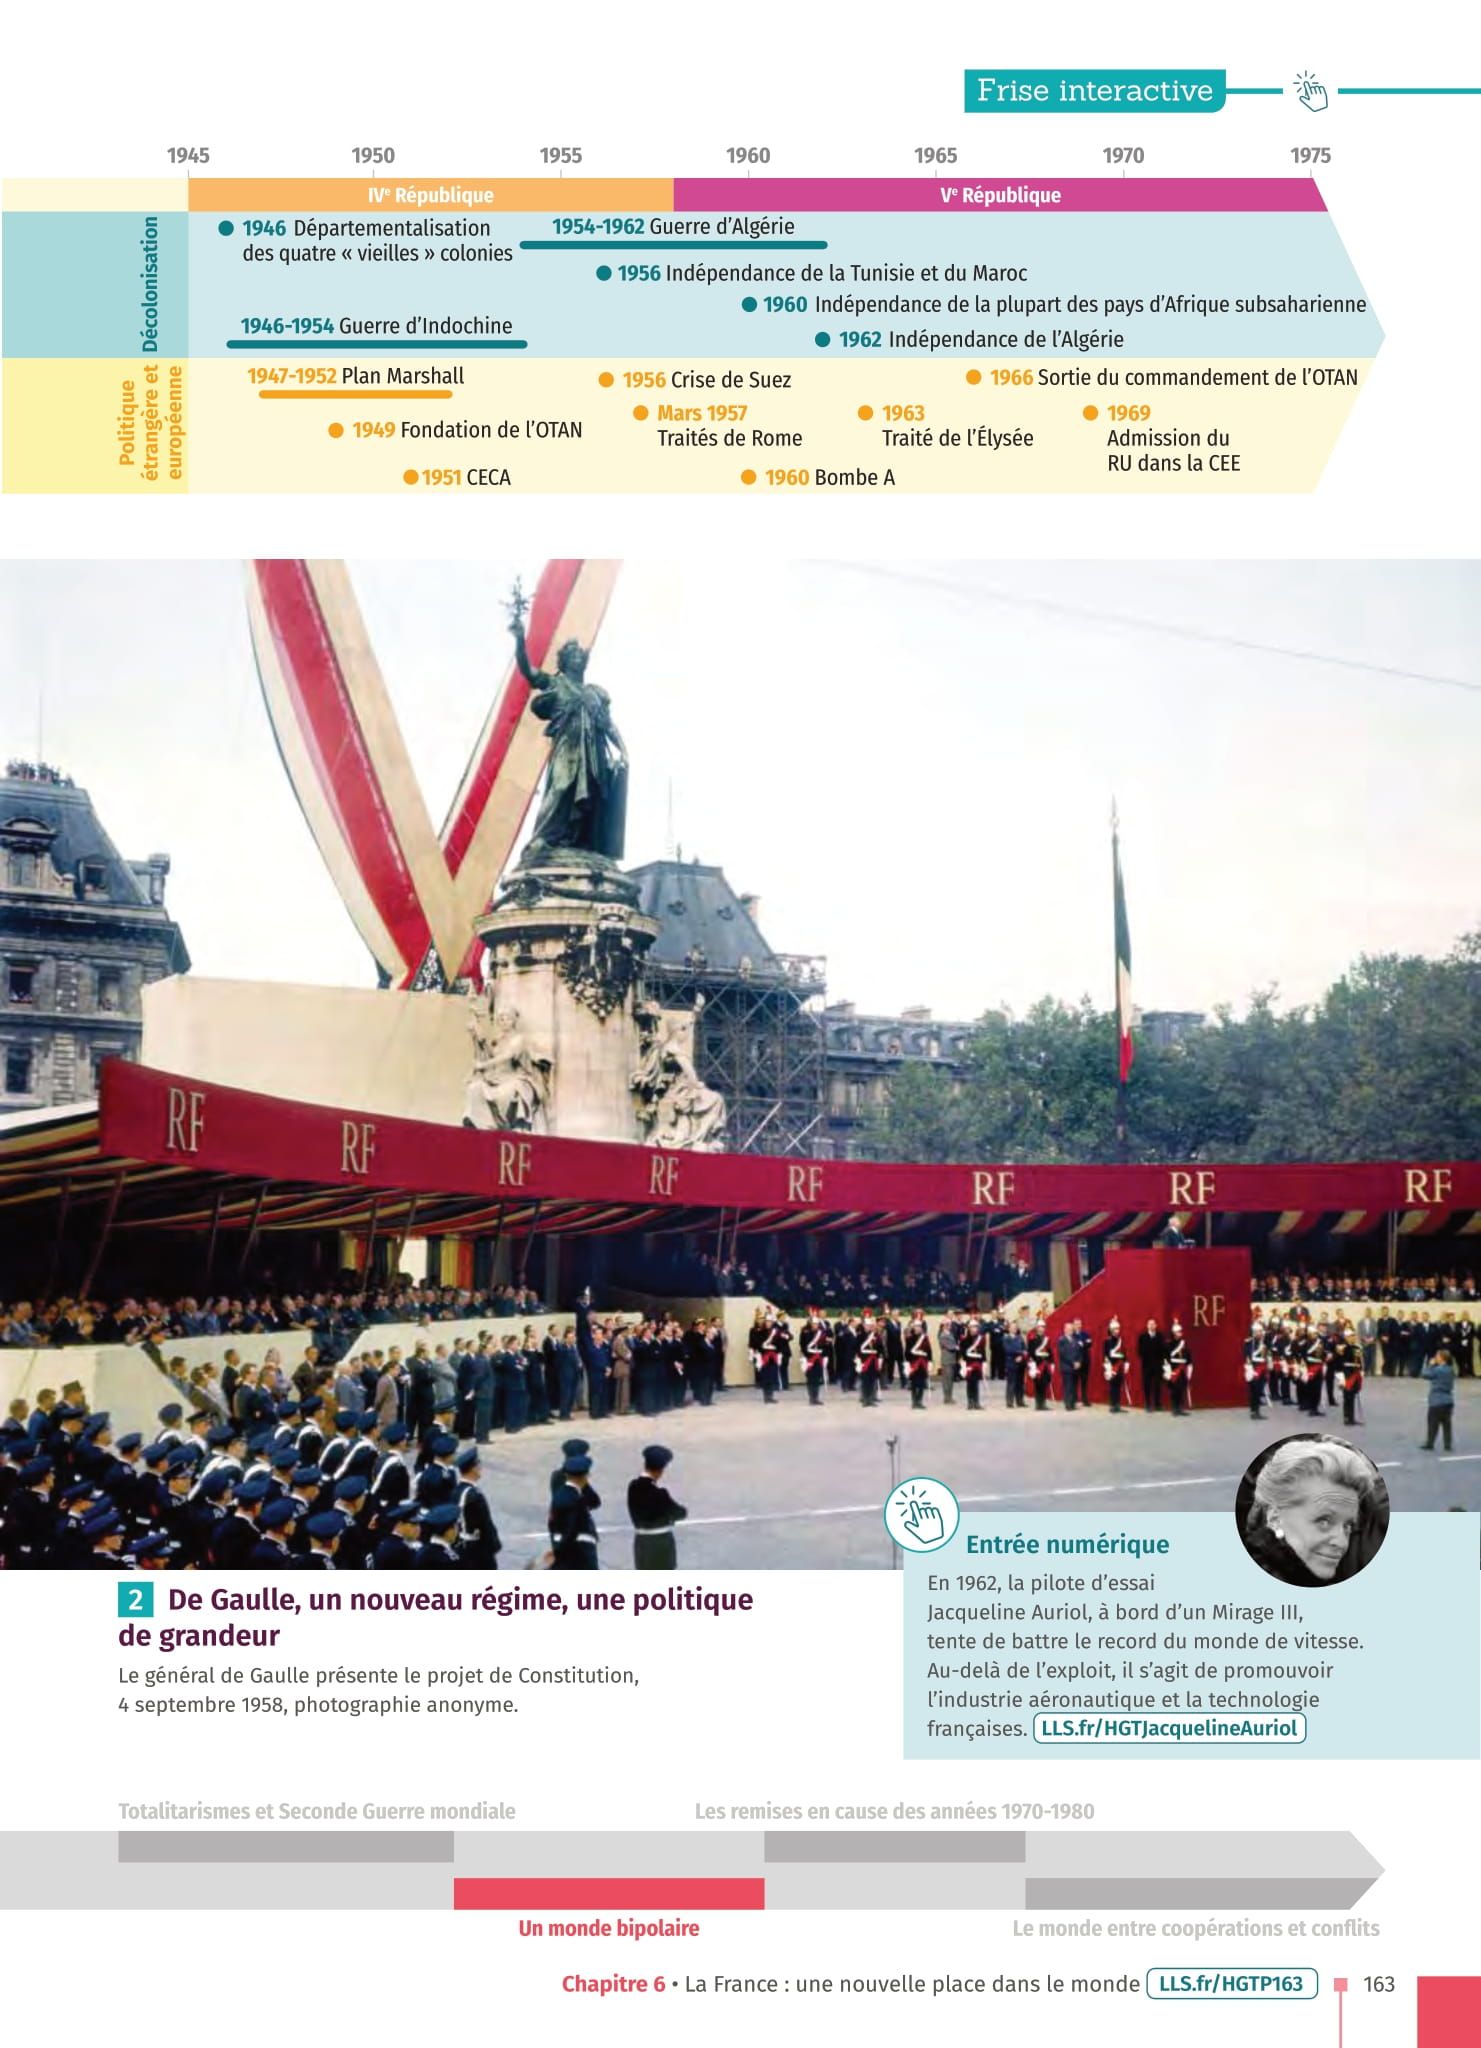 Frise interactive
1945 1950 1955 1960 1965 1970 1975
IVe République
Ve République
Décolonisation
1946 Départementalisation
des quatre « vieilles » colonies
1954-1962 Guerre d'Algérie
1956 Indépendance de la Tunisie et du Maroc
1960 Indépendance de la plupart des pays d'Afrique subsaharienne
1946-1954 Guerre d'Indochine
1962 Indépendance de l'Algérie
Politique
étrangère et
européenne
1947-1952 Plan Marshall
1956 Crise de Suez
1966 Sortie du commandement de l'OTAN
1949 Fondation de l'OTAN
Mars 1957
Traités de Rome
1963
Traité de l'Élysée
1969
Admission du
RU dans la CEE
1951 CECA
1960 Bombe A
RF RF RF RF RF RF RF RF
RF
2 De Gaulle, un nouveau régime, une politique
de grandeur
Le général de Gaulle présente le projet de Constitution,
4 septembre 1958, photographie anonyme.
Entrée numérique
En 1962, la pilote d'essai
Jacqueline Auriol, à bord d'un Mirage III,
tente de battre le record du monde de vitesse.
Au-delà de l'exploit, il s'agit de promouvoir
l'industrie aéronautique et la technologie
françaises. LLS.fr/HGTJacquelineAuriol
Totalitarismes et Seconde Guerre mondiale
Les remises en cause des années 1970-1980
Un monde bipolaire
Le monde entre coopérations et conflits
Chapitre 6 • La France : une nouvelle place dans le monde LLS.fr/HGTP163 163